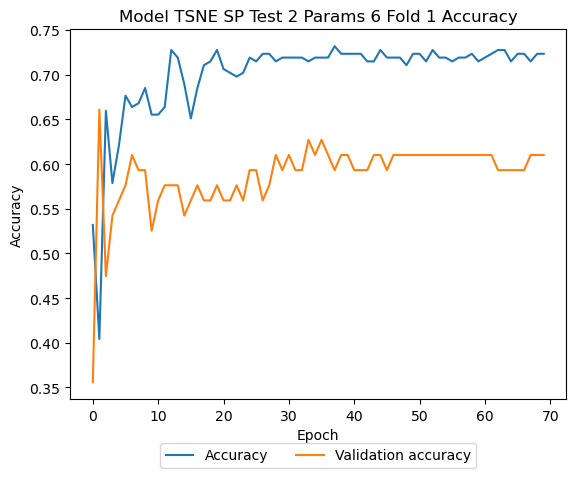 Model TSNE SP Test 2 Params 6 Fold 1 Accuracy
0.75
0.70
0.65
0.60
0.55
0.50
0.45
0.40
0.35
Accuracy
0 10 20 30 40 50 60 70
Epoch
Accuracy Validation accuracy